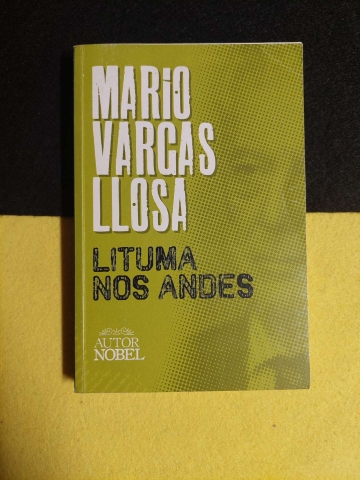 MARIO
VARGAS
LLOSA
LITUMA
NOS ANDES
AUTOR
NOBEL